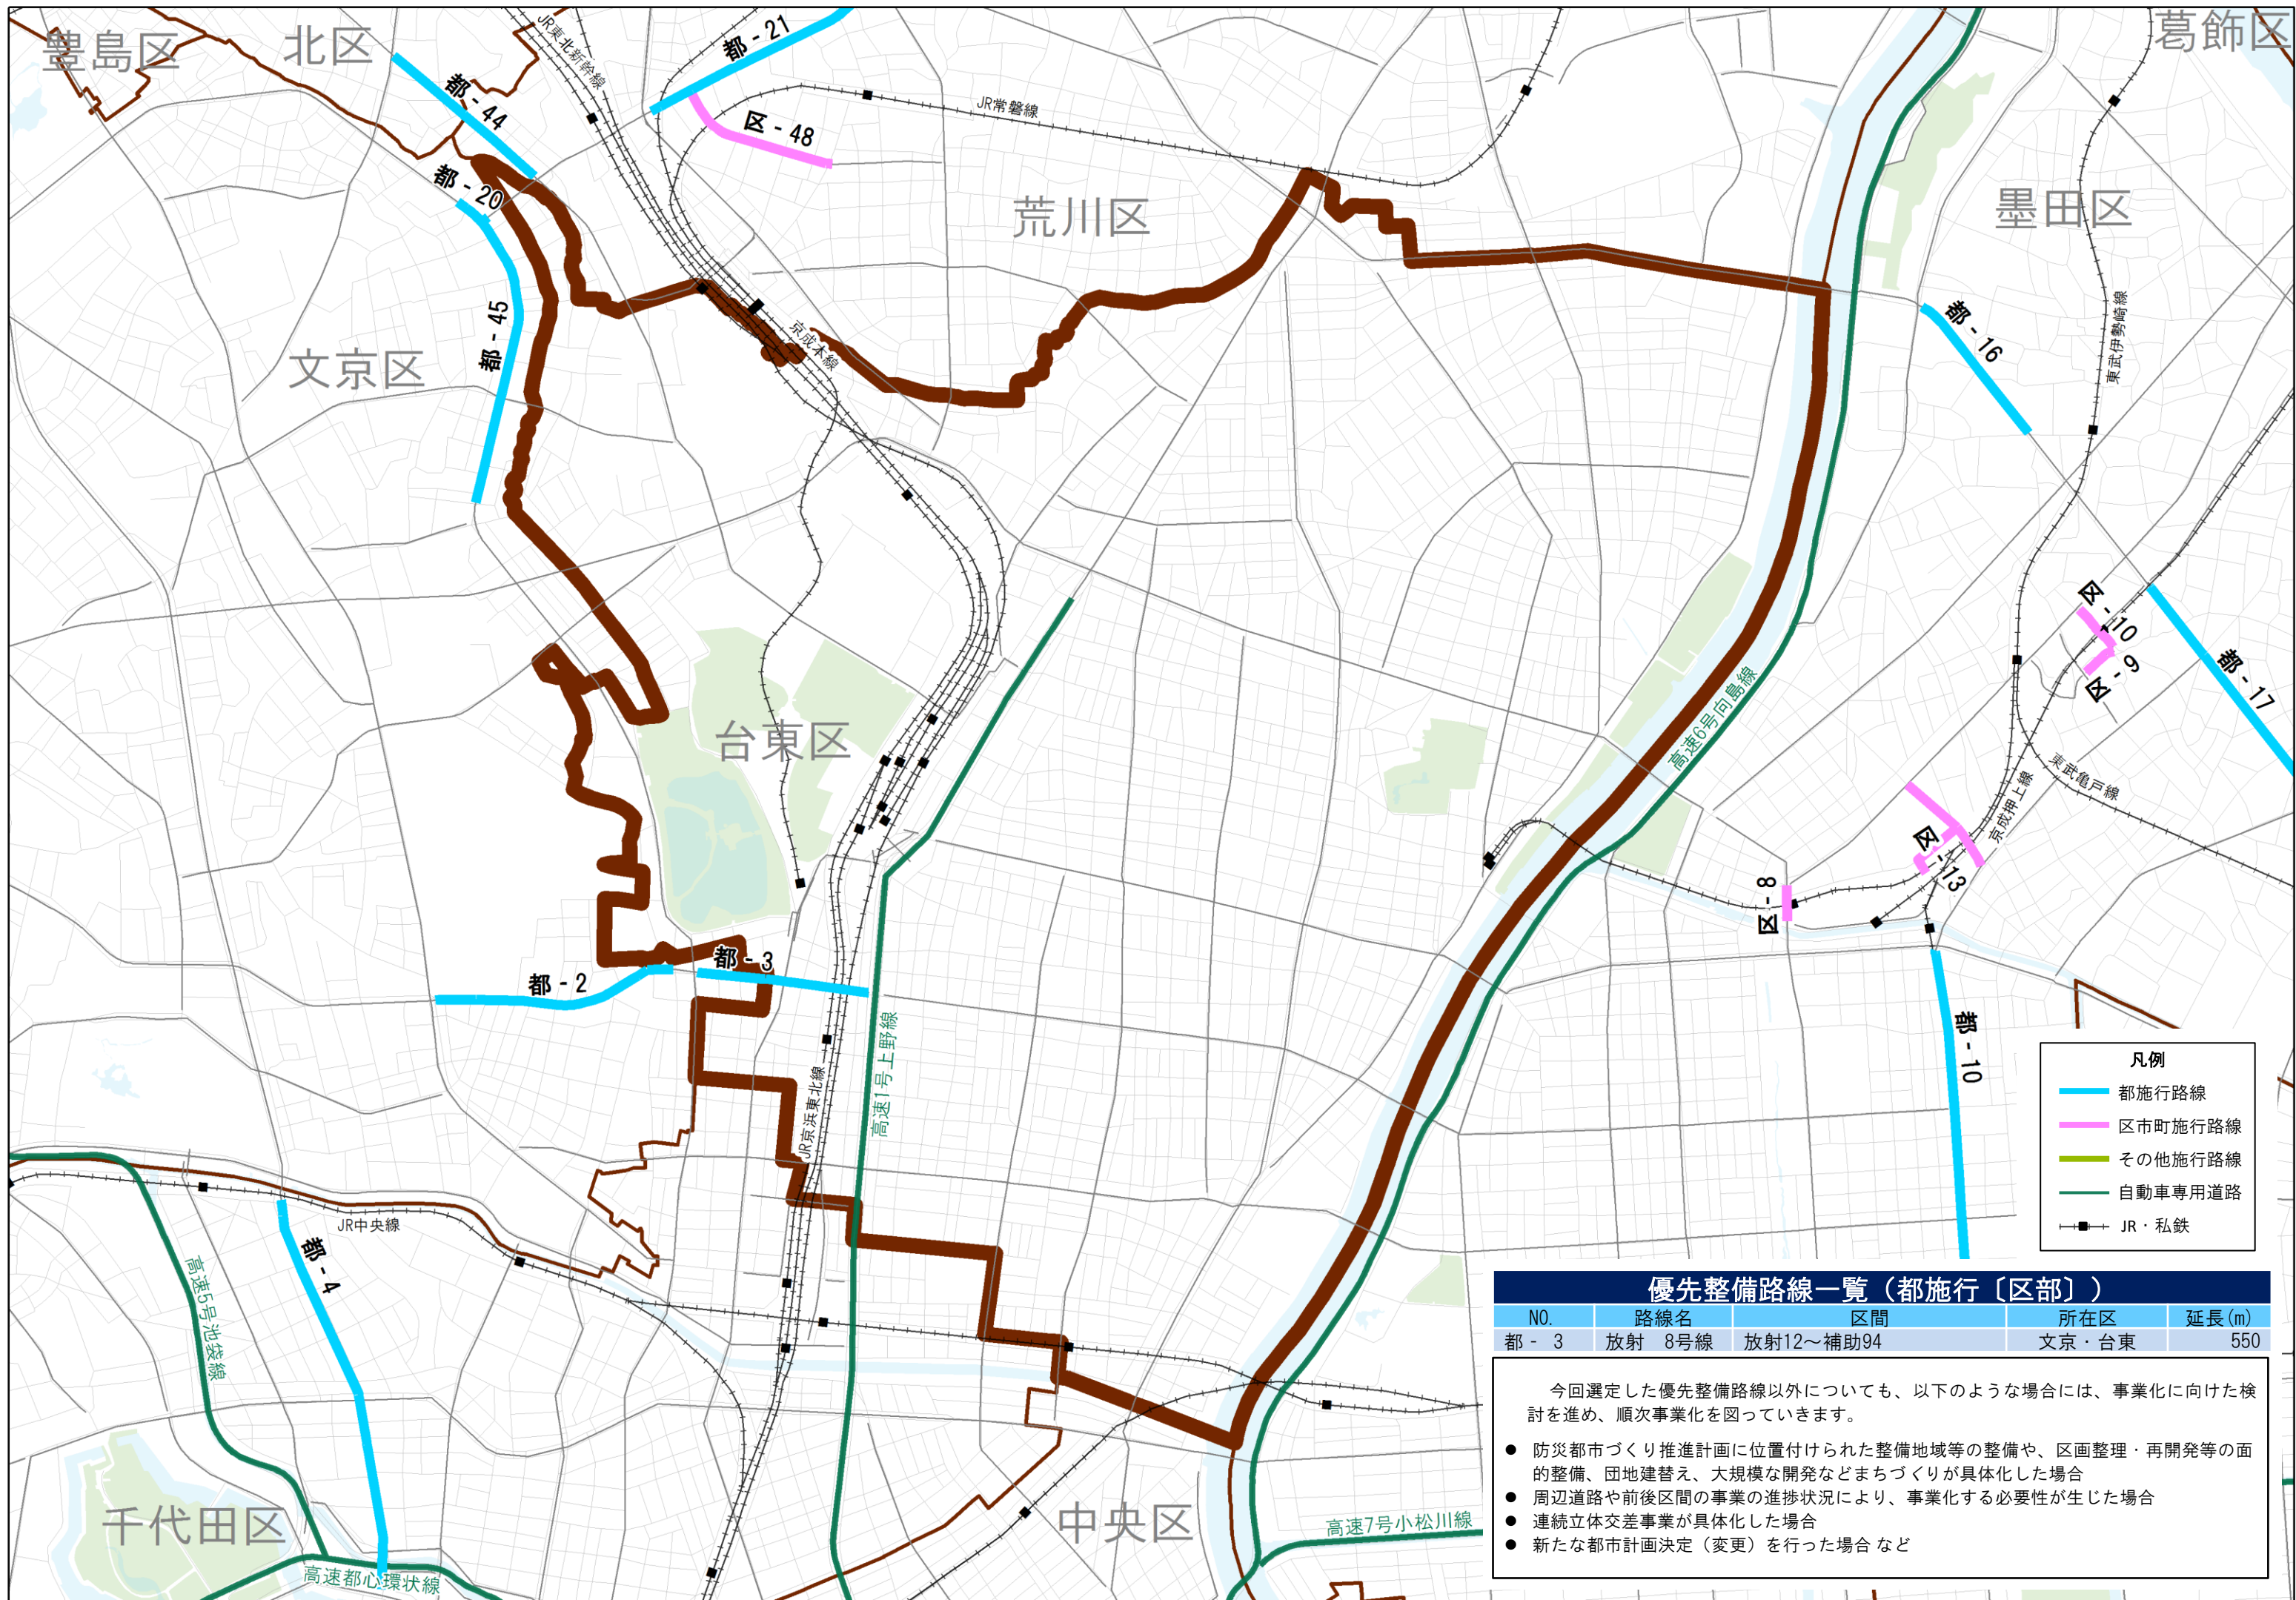 豊島区
北区
葛飾区
都 - 21
JR東北新幹線
都 - 44
JR常磐線
区 - 48
都 - 20
荒川区
墨田区
都 - 45
京成本線
文京区
都 - 16
東武伊勢崎線
区 - 10
区 - 9
都 - 17
高速6号向島線
台東区
東武亀戸線
京成押上線
区 - 13
区 - 8
都 - 3
都 - 2
高速1号上野線
都 - 10
JR京浜東北線
凡例
都施行路線
区市町施行路線
その他施行路線
自動車専用道路
JR・私鉄
JR中央線
都 - 4
高速5号池袋線
優先整備路線一覧（都施行〔区部〕）
NO. 路線名 区間 所在区 延長(m)
都 - 3 放射 8号線 放射12～補助94 文京・台東 550
今回選定した優先整備路線以外についても、以下のような場合には、事業化に向けた検
討を進め、順次事業化を図っていきます。
● 防災都市づくり推進計画に位置付けられた整備地域等の整備や、区画整理・再開発等の面
的整備、団地建替え、大規模な開発などまちづくりが具体化した場合
● 周辺道路や前後区間の事業の進捗状況により、事業化する必要性が生じた場合
● 連続立体交差事業が具体化した場合
● 新たな都市計画決定（変更）を行った場合 など
千代田区
中央区
高速7号小松川線
高速都心環状線